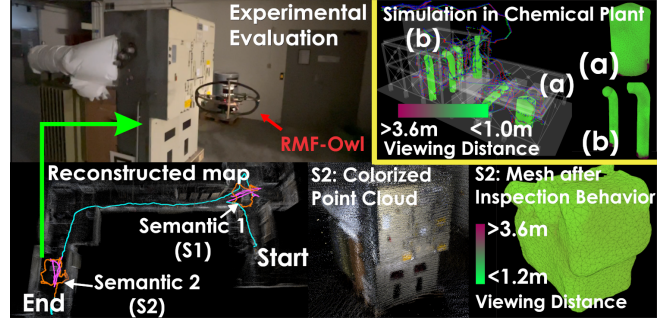 Experimental
Evaluation
RMF-Owl
Simulation in Chemical Plant
(b)
(a)
(a)
(b)
>3.6m <1.0m
Viewing Distance
Reconstructed map
Semantic 1
(S1)
Start
Semantic 2
(S2)
End
S2: Colorized
Point Cloud
S2: Mesh after
Inspection Behavior
>3.6m
<1.2m
Viewing Distance